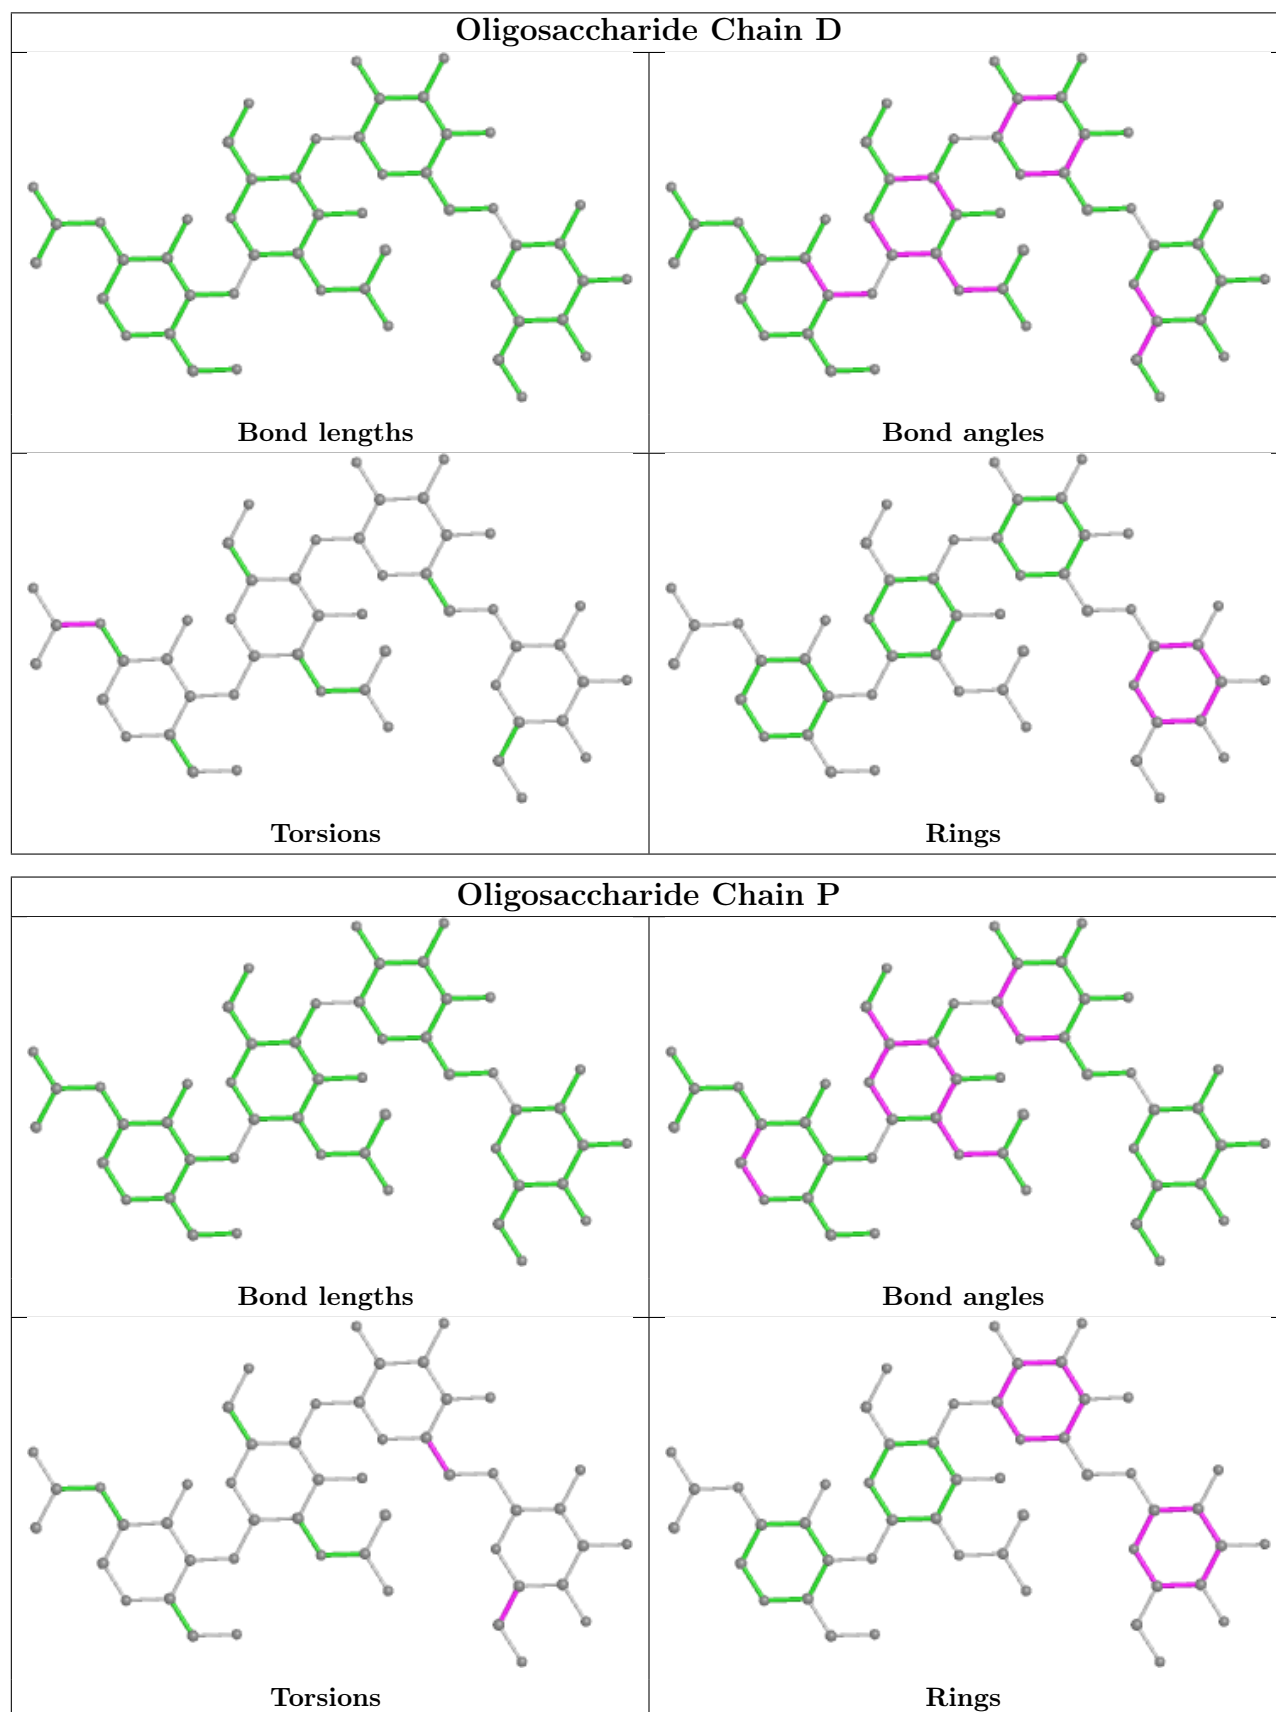 Oligosaccharide Chain D
Bond lengths
Bond angles
Torsions
Rings
Oligosaccharide Chain P
Bond lengths
Bond angles
Torsions
Rings